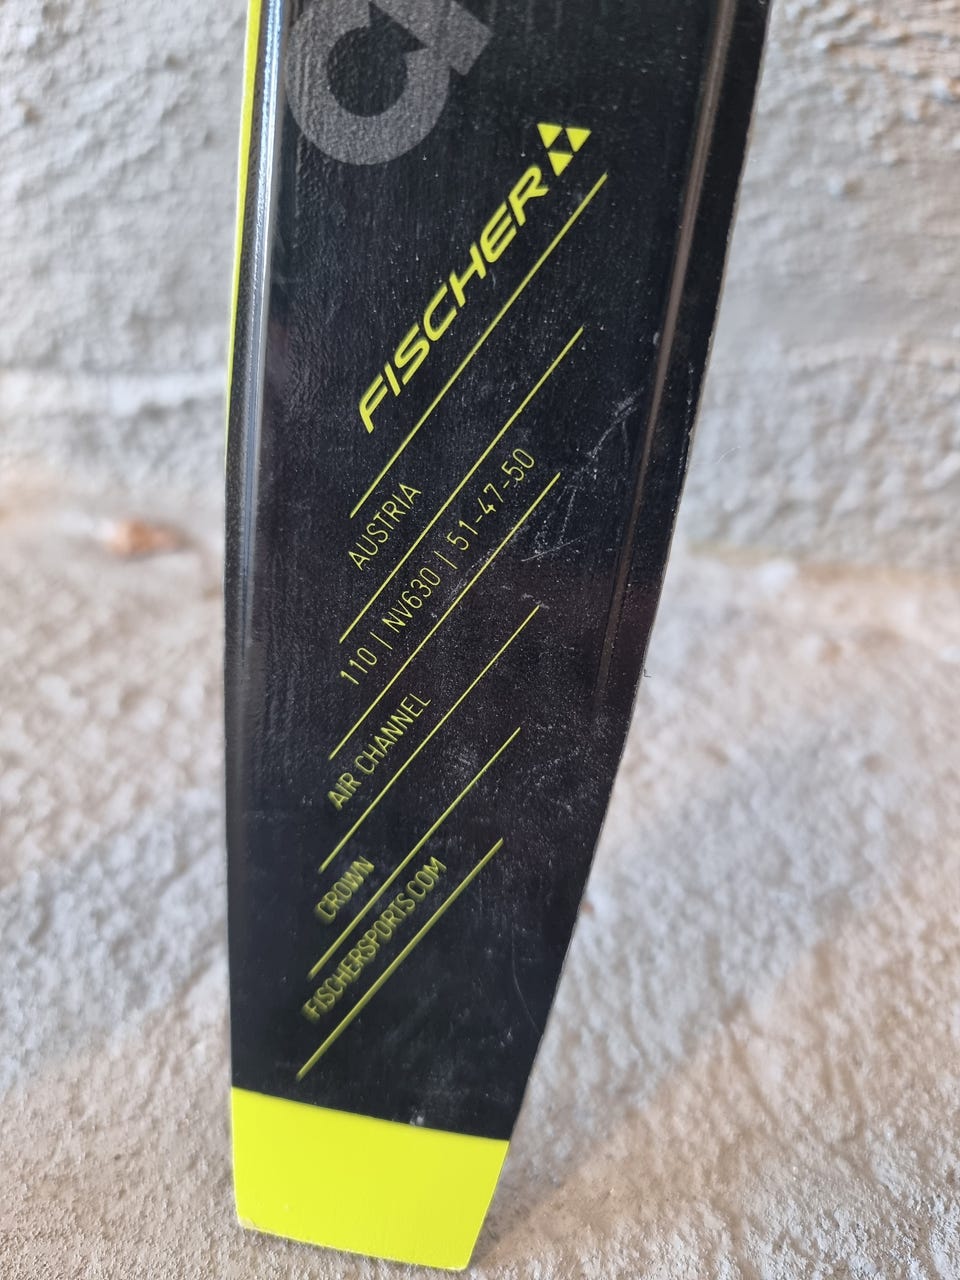 FISCHER
AUSTRIA
110 | NV630 | 51-47-50
AIR CHANNEL
CROWN
FISCHERSPORTS.COM